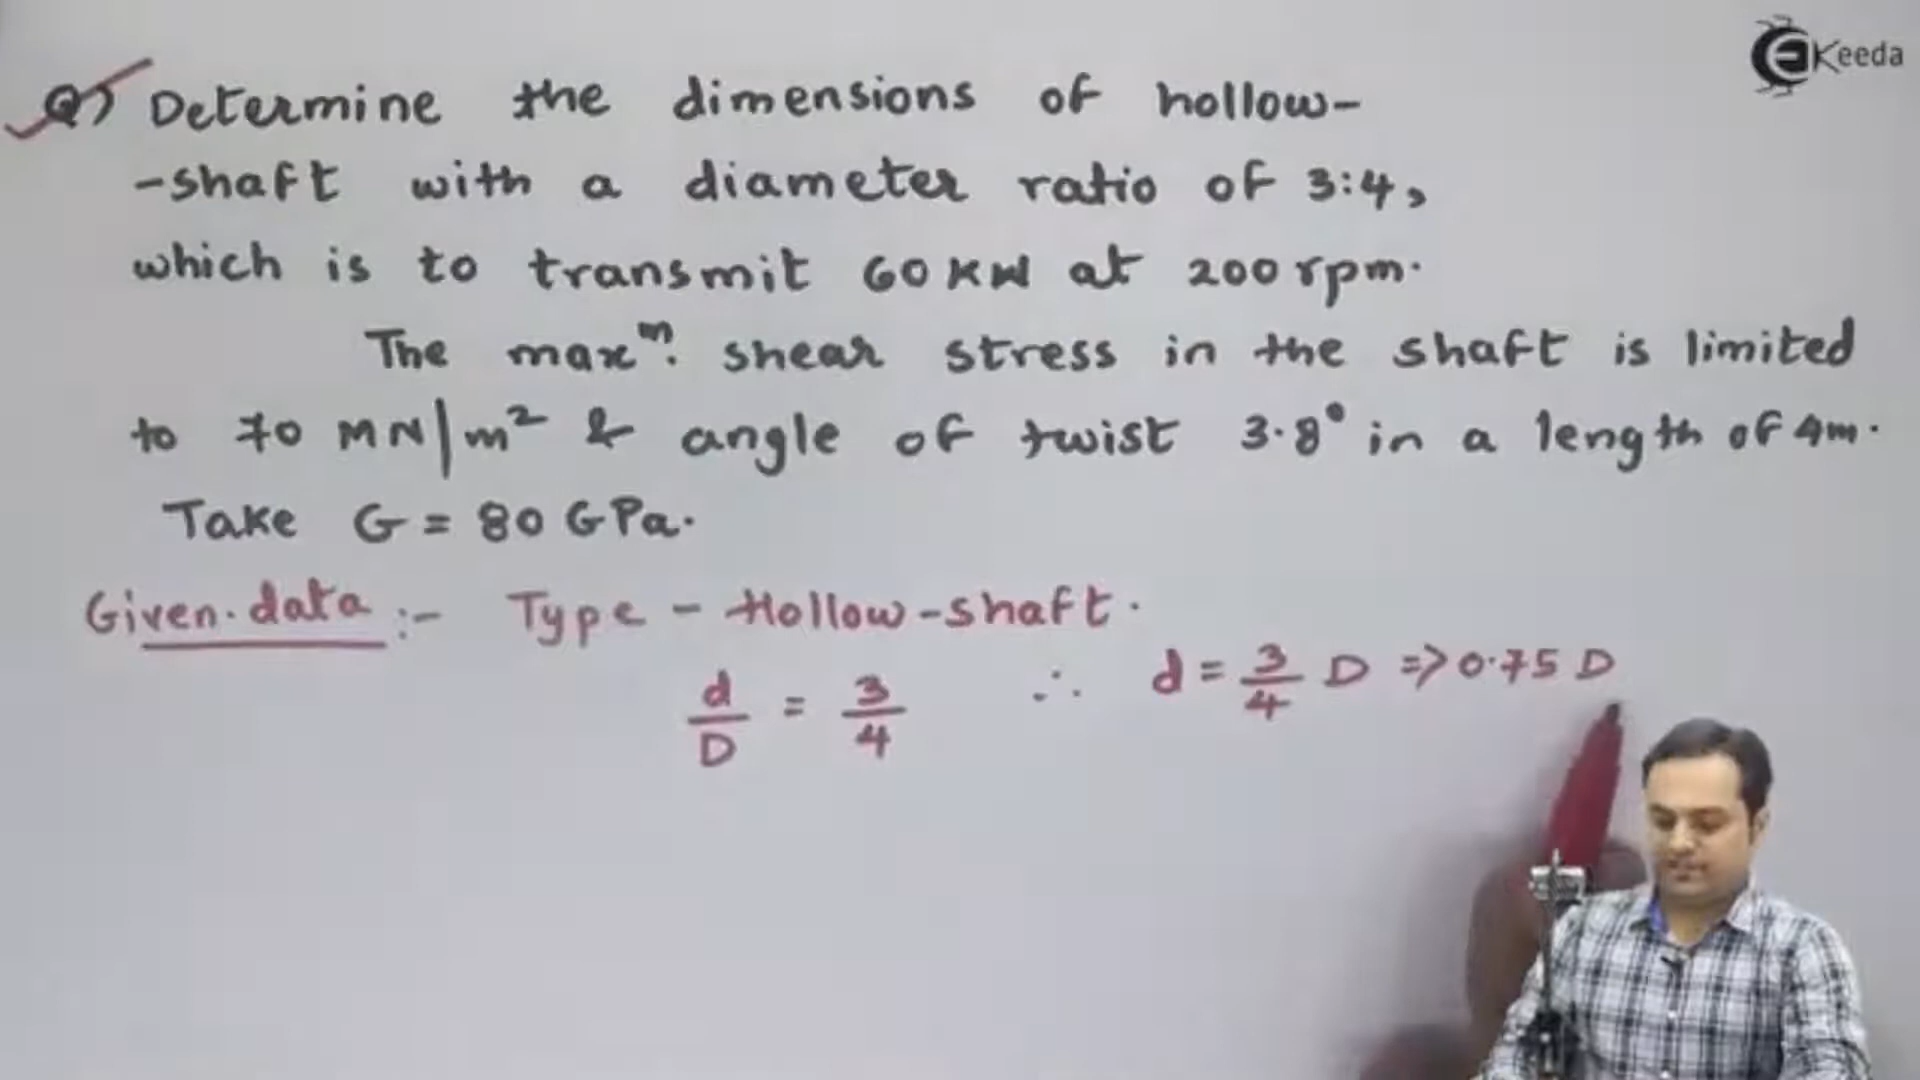 Keeda
Q) Determine the dimensions of hollow-
-shaft with a diameter ratio of 3:4,
which is to transmit 60 KW at 200 rpm.
The maxᵐ. shear stress in the shaft is limited
to 70 MN/m² & angle of twist 3.8° in a length of 4m.
Take G = 80 GPa.
Given data :- Type - Hollow-shaft.
d/D = 3/4 ∴ d = 3/4 D => 0.75 D